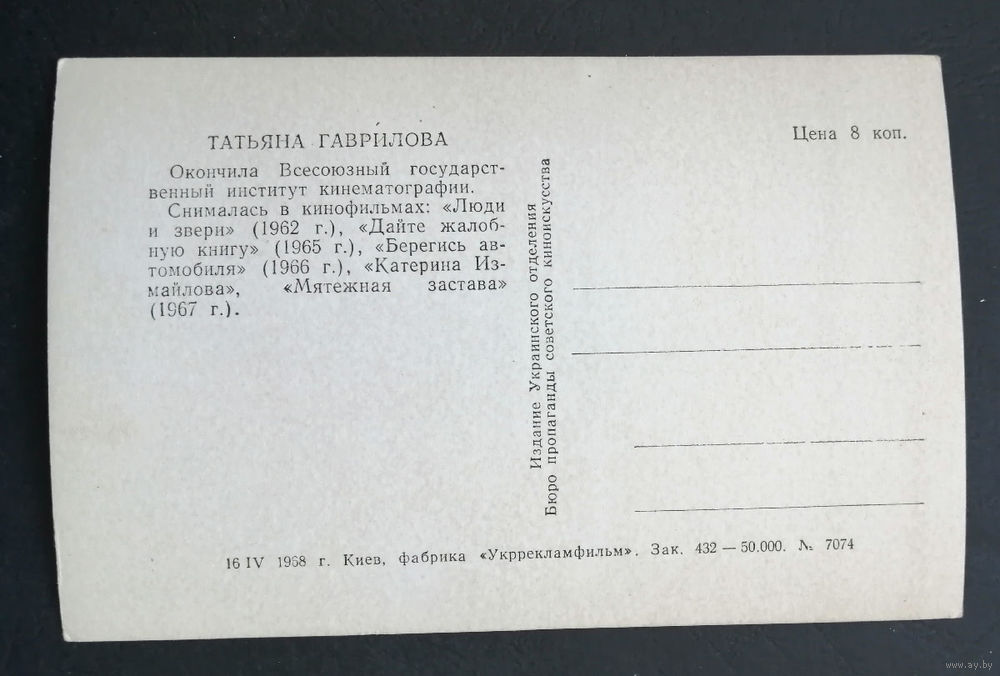 ТАТЬЯНА ГАВРИ́ЛОВА
Окончила Всесоюзный государст-
венный институт кинематографии.
Снималась в кинофильмах: «Люди
и звери» (1962 г.), «Дайте жалоб-
ную книгу» (1965 г.), «Берегись ав-
томобиля» (1966 г.), «Катерина Из-
майлова», «Мятежная застава»
(1967 г.).
Издание Украинского отделения
Бюро пропаганды советского киноискусства
Цена 8 коп.
16 IV 1968 г. Киев, фабрика «Укррекламфильм». Зак. 432 — 50.000. № 7074
www.ay.by